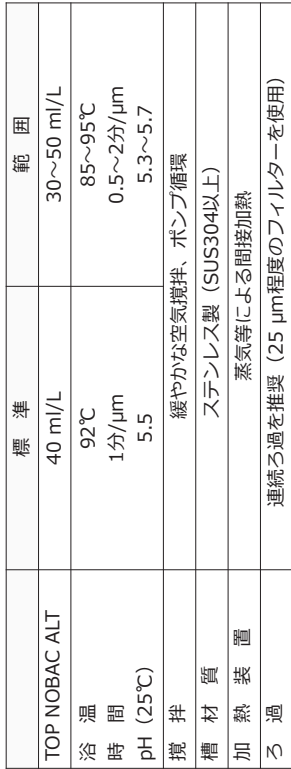 標 準 範 囲
TOP NOBAC ALT 40 ml/L 30～50 ml/L
浴 温 92℃ 85～95℃
時 間 1分/μm 0.5～2分/μm
pH（25℃） 5.5 5.3～5.7
撹 拌 緩やかな空気撹拌、ポンプ循環
槽 材 質 ステンレス製（SUS304以上）
加 熱 装 置 蒸気等による間接加熱
ろ 過 連続ろ過を推奨（25 μm程度のフィルターを使用）